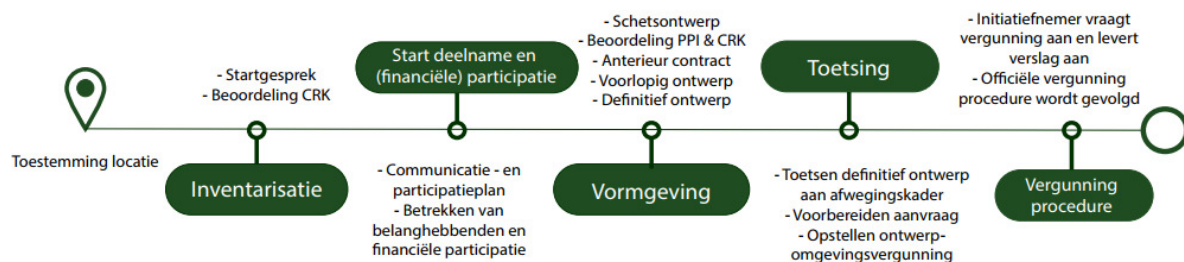 Toestemming locatie
- Startgesprek
- Beoordeling CRK
Inventarisatie
Start deelname en
(financiële) participatie
- Communicatie - en
participatieplan
- Betrekken van
belanghebbenden en
financiële participatie
- Schetsontwerp
- Beoordeling PPI & CRK
- Anterieur contract
- Voorlopig ontwerp
- Definitief ontwerp
Vormgeving
Toetsing
- Toetsen definitief ontwerp
aan afwegingskader
- Voorbereiden aanvraag
- Opstellen ontwerp-
omgevingsvergunning
- Initiatiefnemer vraagt
vergunning aan en levert
verslag aan
- Officiële vergunning
procedure wordt gevolgd
Vergunning
procedure